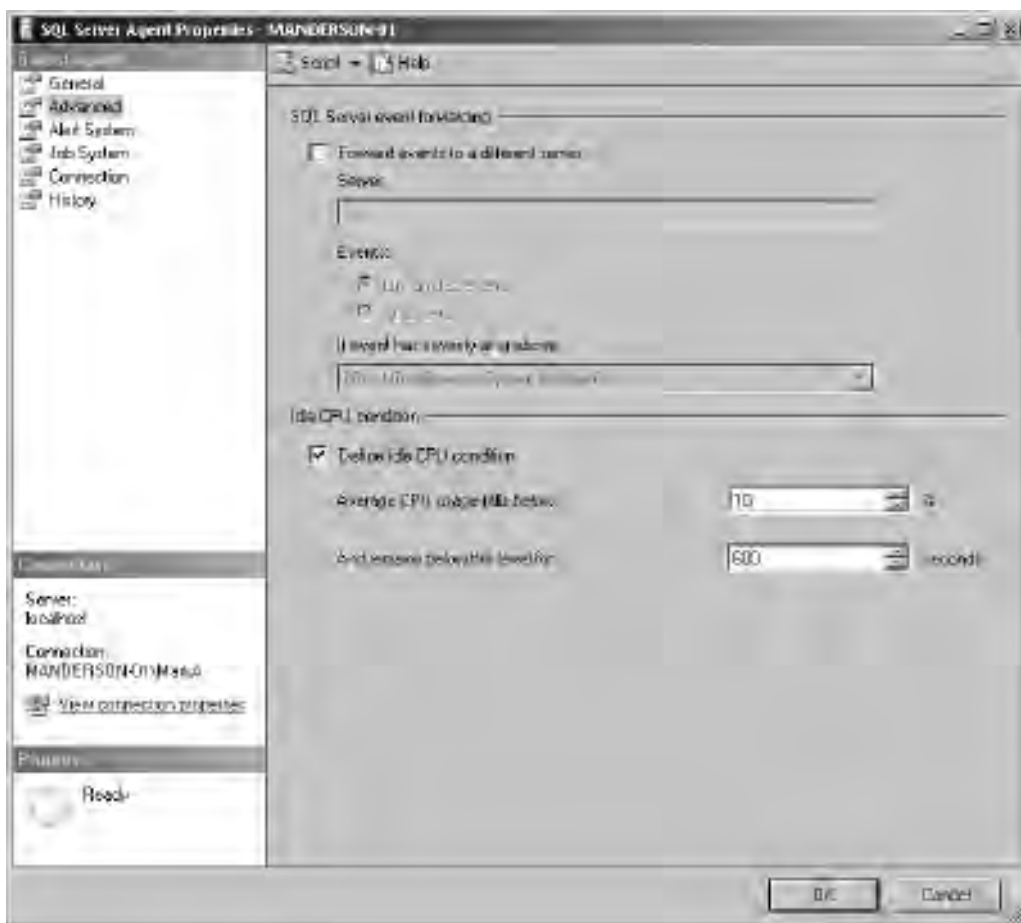 SQL Server Agent Properties - MANDERSON-01
General
Advanced
Alert System
Job System
Connection
History
Script
Help
SQL Server event forwarding
Forward events to a different server
Server:
Events:
If event has severity at or above
Idle CPU condition
Define idle CPU condition
Average CPU usage falls below
10
%
And remains below this level for
600
seconds
Connection
Server:
localhost
Connection:
View connection properties
Progress
Ready
OK
Cancel